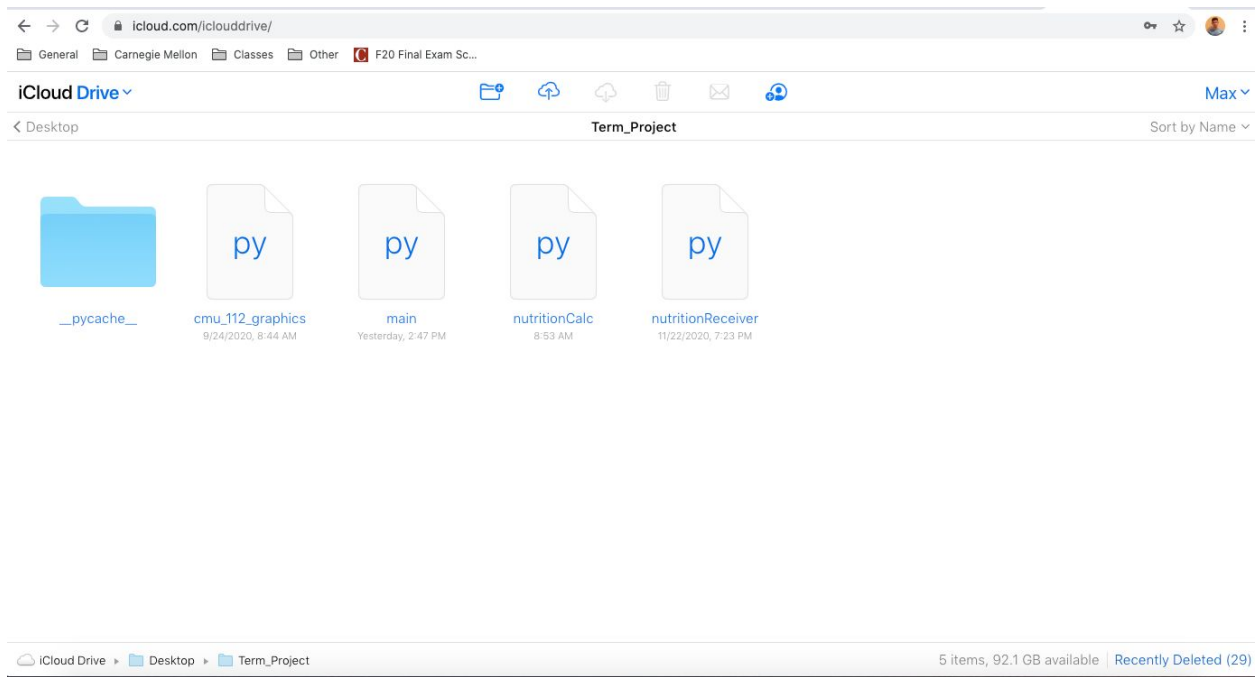 icloud.com/iclouddrive/
General Carnegie Mellon Classes Other C F20 Final Exam Sc...
iCloud Drive Max
Desktop Term_Project Sort by Name
py py py py
__pycache__ cmu_112_graphics main nutritionCalc nutritionReceiver
9/24/2020, 8:44 AM Yesterday, 2:47 PM 8:53 AM 11/22/2020, 7:23 PM
iCloud Drive Desktop Term_Project 5 items, 92.1 GB available Recently Deleted (29)